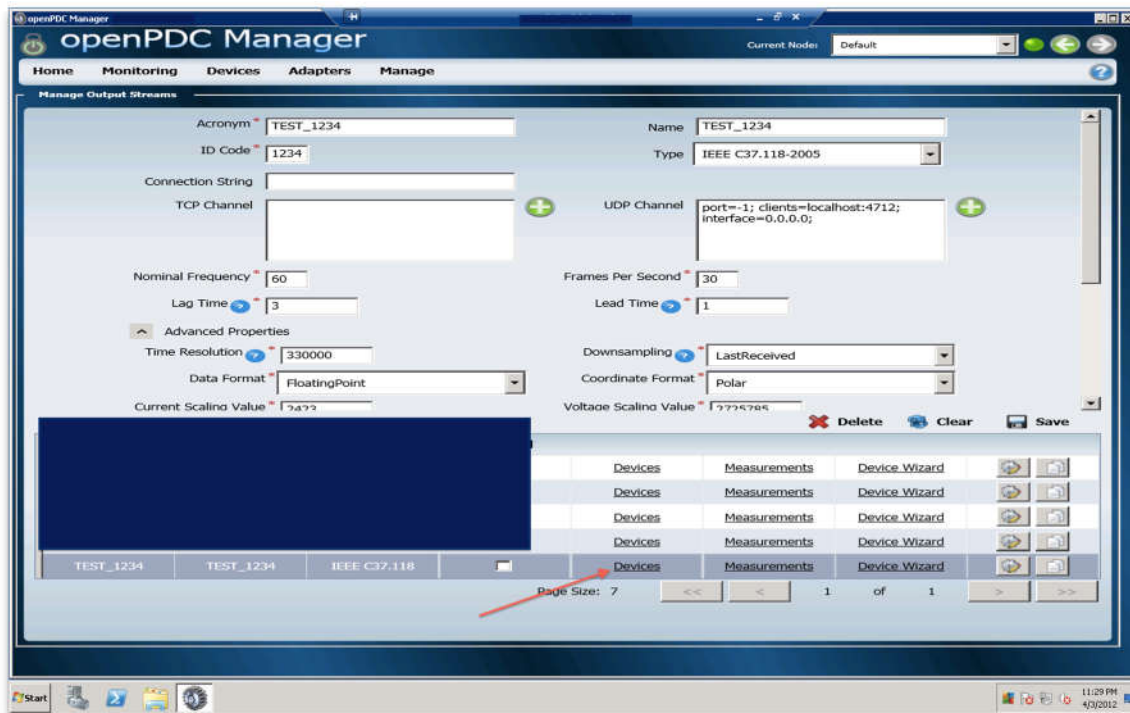 openPDC Manager
openPDC Manager
Current Node: Default
Home Monitoring Devices Adapters Manage
Manage Output Streams
Acronym * TEST_1234 Name TEST_1234
ID Code * 1234 Type IEEE C37.118-2005
Connection String
TCP Channel UDP Channel port=-1; clients=localhost:4712;
interface=0.0.0.0;
Nominal Frequency * 60 Frames Per Second * 30
Lag Time ? * 3 Lead Time ? * 1
Advanced Properties
Time Resolution ? * 330000 Downsampling ? * LastReceived
Data Format * FloatingPoint Coordinate Format * Polar
Current Scaling Value * 2423 Voltage Scaling Value * 2725785
Delete Clear Save
Devices Measurements Device Wizard
Devices Measurements Device Wizard
Devices Measurements Device Wizard
Devices Measurements Device Wizard
TEST_1234 TEST_1234 IEEE C37.118 Devices Measurements Device Wizard
Page Size: 7 << < 1 of 1 > >>
Start 11:29 PM
4/3/2012